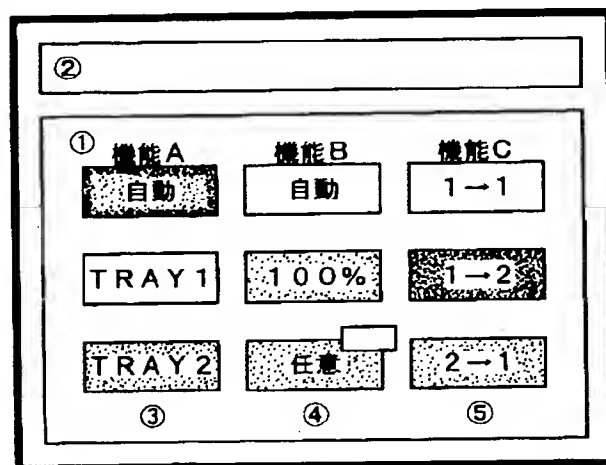 ②
① 機能A 機能B 機能C
自動 自動 1→1
TRAY1 100% 1→2
TRAY2 任意 2→1
③ ④ ⑤